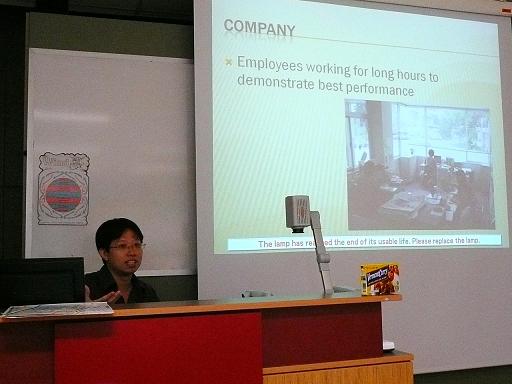 COMPANY
Employees working for long hours to
demonstrate best performance
The lamp has reached the end of its usable life. Please replace the lamp.